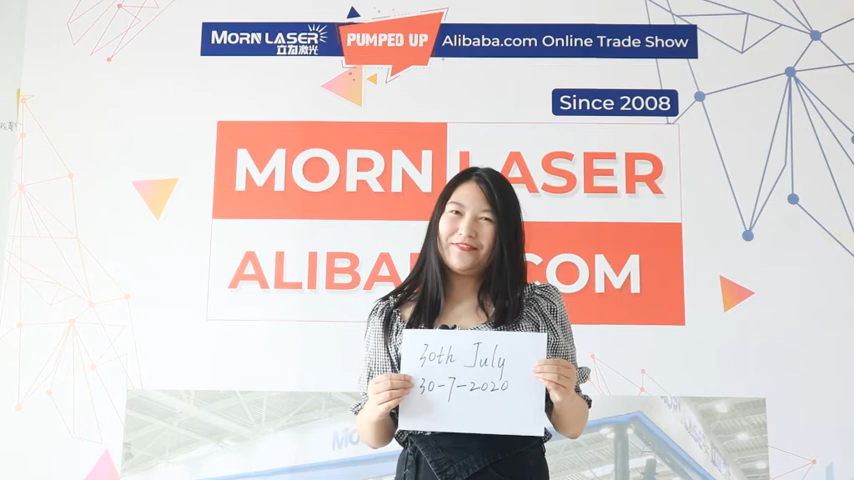 MORN LASER
立为激光
PUMPED UP
Alibaba.com Online Trade Show
Since 2008
MORN LASER
ALIBABA.COM
30th July
30-7-2020